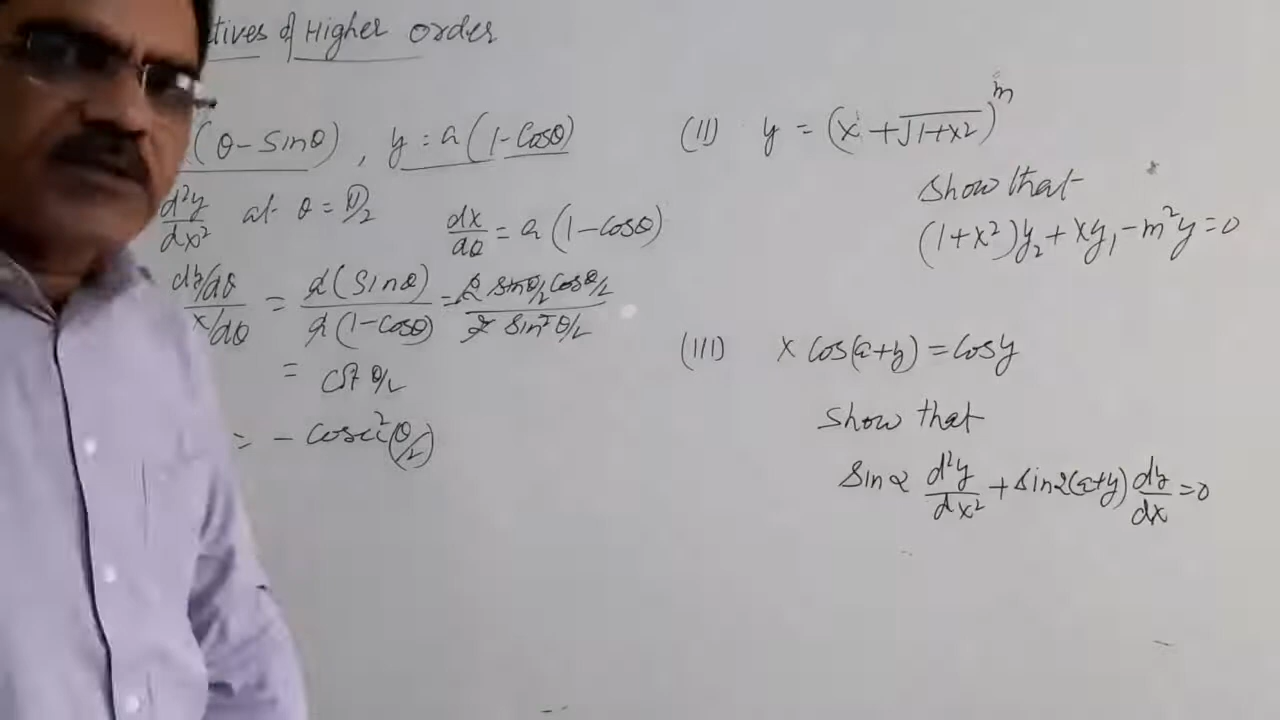 tives of Higher Order
(θ - Sinθ) , y = a (1 - Cosθ)
d²y/dx² at θ = π/2
dx/dθ = a (1 - Cosθ)
dy/dθ / x/dθ = a(Sinθ) / a(1 - Cosθ) = 2 Sinθ/2 Cosθ/2 / 2 Sin²θ/2
= Cot θ/2
= - Cosec²(θ/2)
(II) y = (x + √1+x2)^m
Show that
(1+x²)y₂ + xy₁ - m²y = 0
(III) x Cos(a+y) = Cosy
Show that
Sin a d²y/dx² + Sin2(a+y) dy/dx = 0